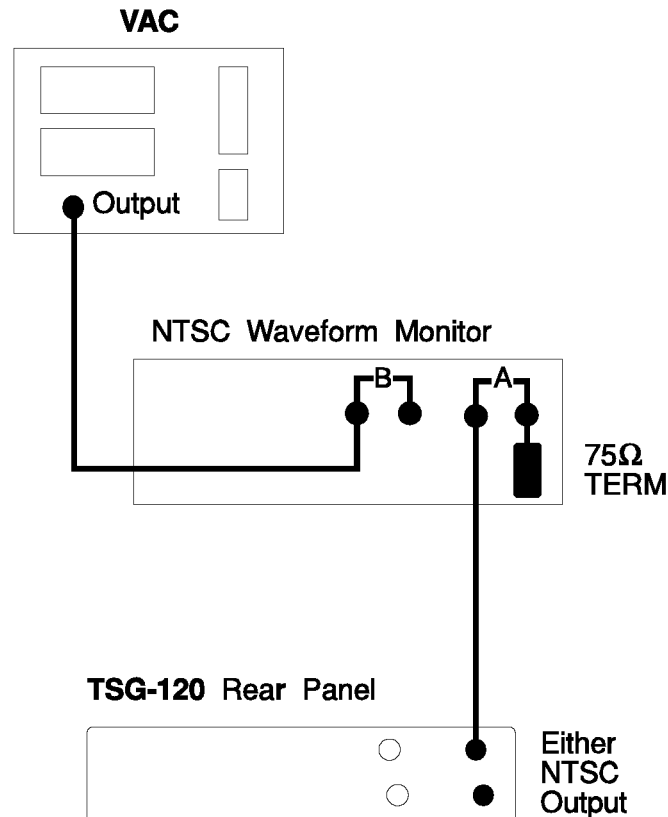 VAC
Output
NTSC Waveform Monitor
B
A
75Ω
TERM
TSG-120 Rear Panel
Either
NTSC
Output